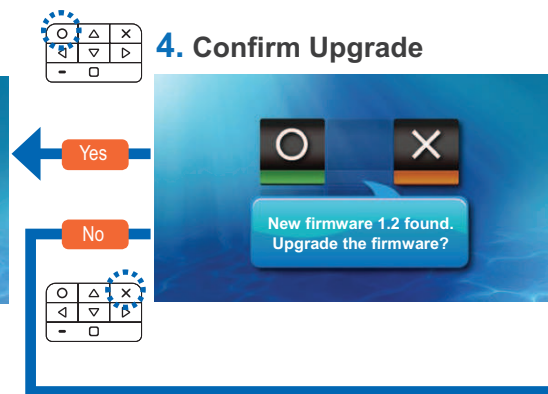 4. Confirm Upgrade
Yes
New firmware 1.2 found.
Upgrade the firmware?
No